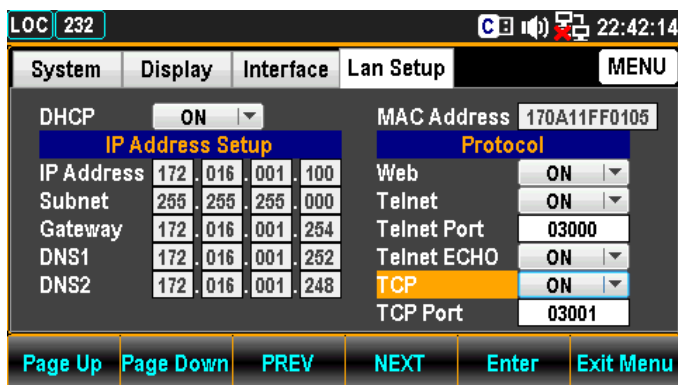 LOC 232 C 22:42:14
System Display Interface Lan Setup MENU
DHCP ON MAC Address 170A11FF0105
IP Address Setup Protocol
IP Address 172 . 016 . 001 . 100 Web ON
Subnet 255 . 255 . 255 . 000 Telnet ON
Gateway 172 . 016 . 001 . 254 Telnet Port 03000
DNS1 172 . 016 . 001 . 252 Telnet ECHO ON
DNS2 172 . 016 . 001 . 248 TCP ON
TCP Port 03001
Page Up Page Down PREV NEXT Enter Exit Menu